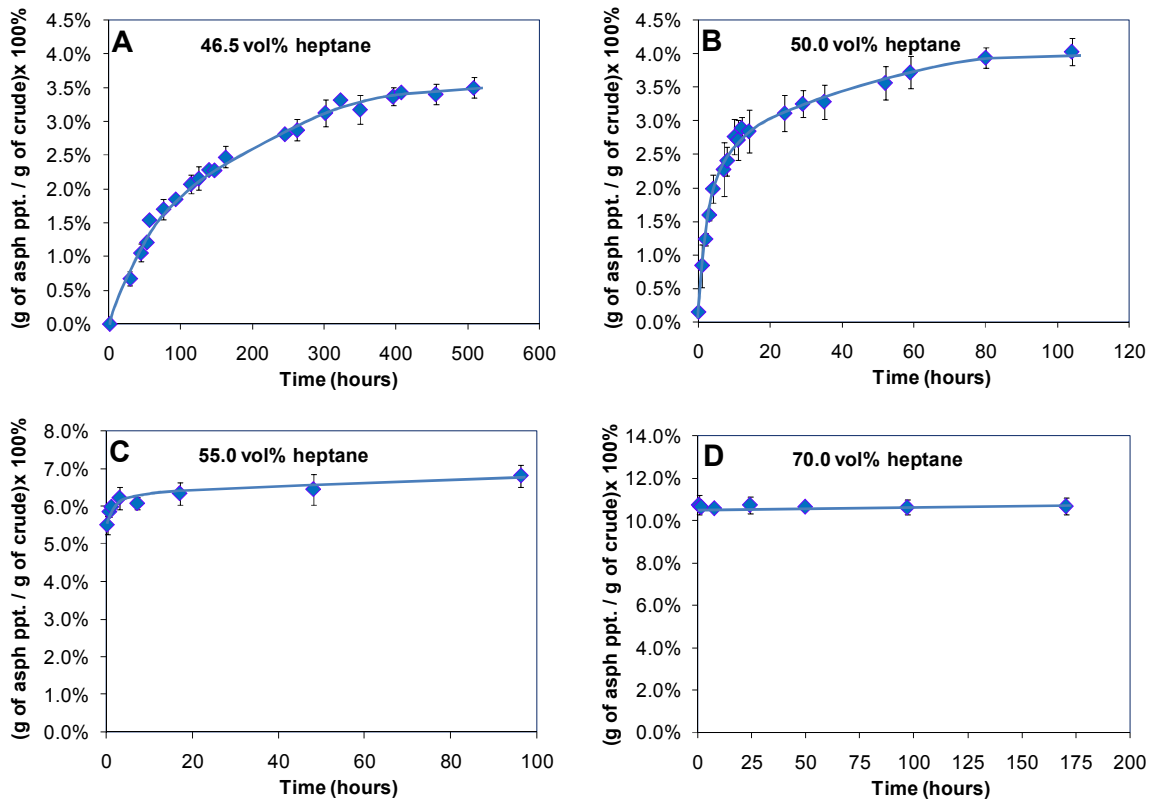 A
46.5 vol% heptane
(g of asph ppt. / g of crude)x 100%
4.5%
4.0%
3.5%
3.0%
2.5%
2.0%
1.5%
1.0%
0.5%
0.0%
0 100 200 300 400 500 600
Time (hours)
B
50.0 vol% heptane
(g of asph ppt. / g of crude)x 100%
4.5%
4.0%
3.5%
3.0%
2.5%
2.0%
1.5%
1.0%
0.5%
0.0%
0 20 40 60 80 100 120
Time (hours)
C
55.0 vol% heptane
(g of asph ppt. / g of crude)x 100%
8.0%
7.0%
6.0%
5.0%
4.0%
3.0%
2.0%
1.0%
0.0%
0 20 40 60 80 100
Time (hours)
D
70.0 vol% heptane
(g of asph ppt. / g of crude)x 100%
14.0%
12.0%
10.0%
8.0%
6.0%
4.0%
2.0%
0.0%
0 25 50 75 100 125 150 175 200
Time (hours)